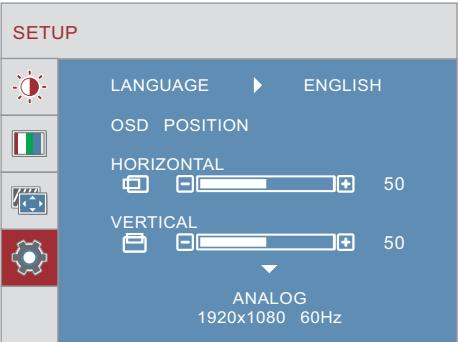 SETUP
LANGUAGE ENGLISH
OSD POSITION
HORIZONTAL
50
VERTICAL
50
ANALOG
1920x1080 60Hz